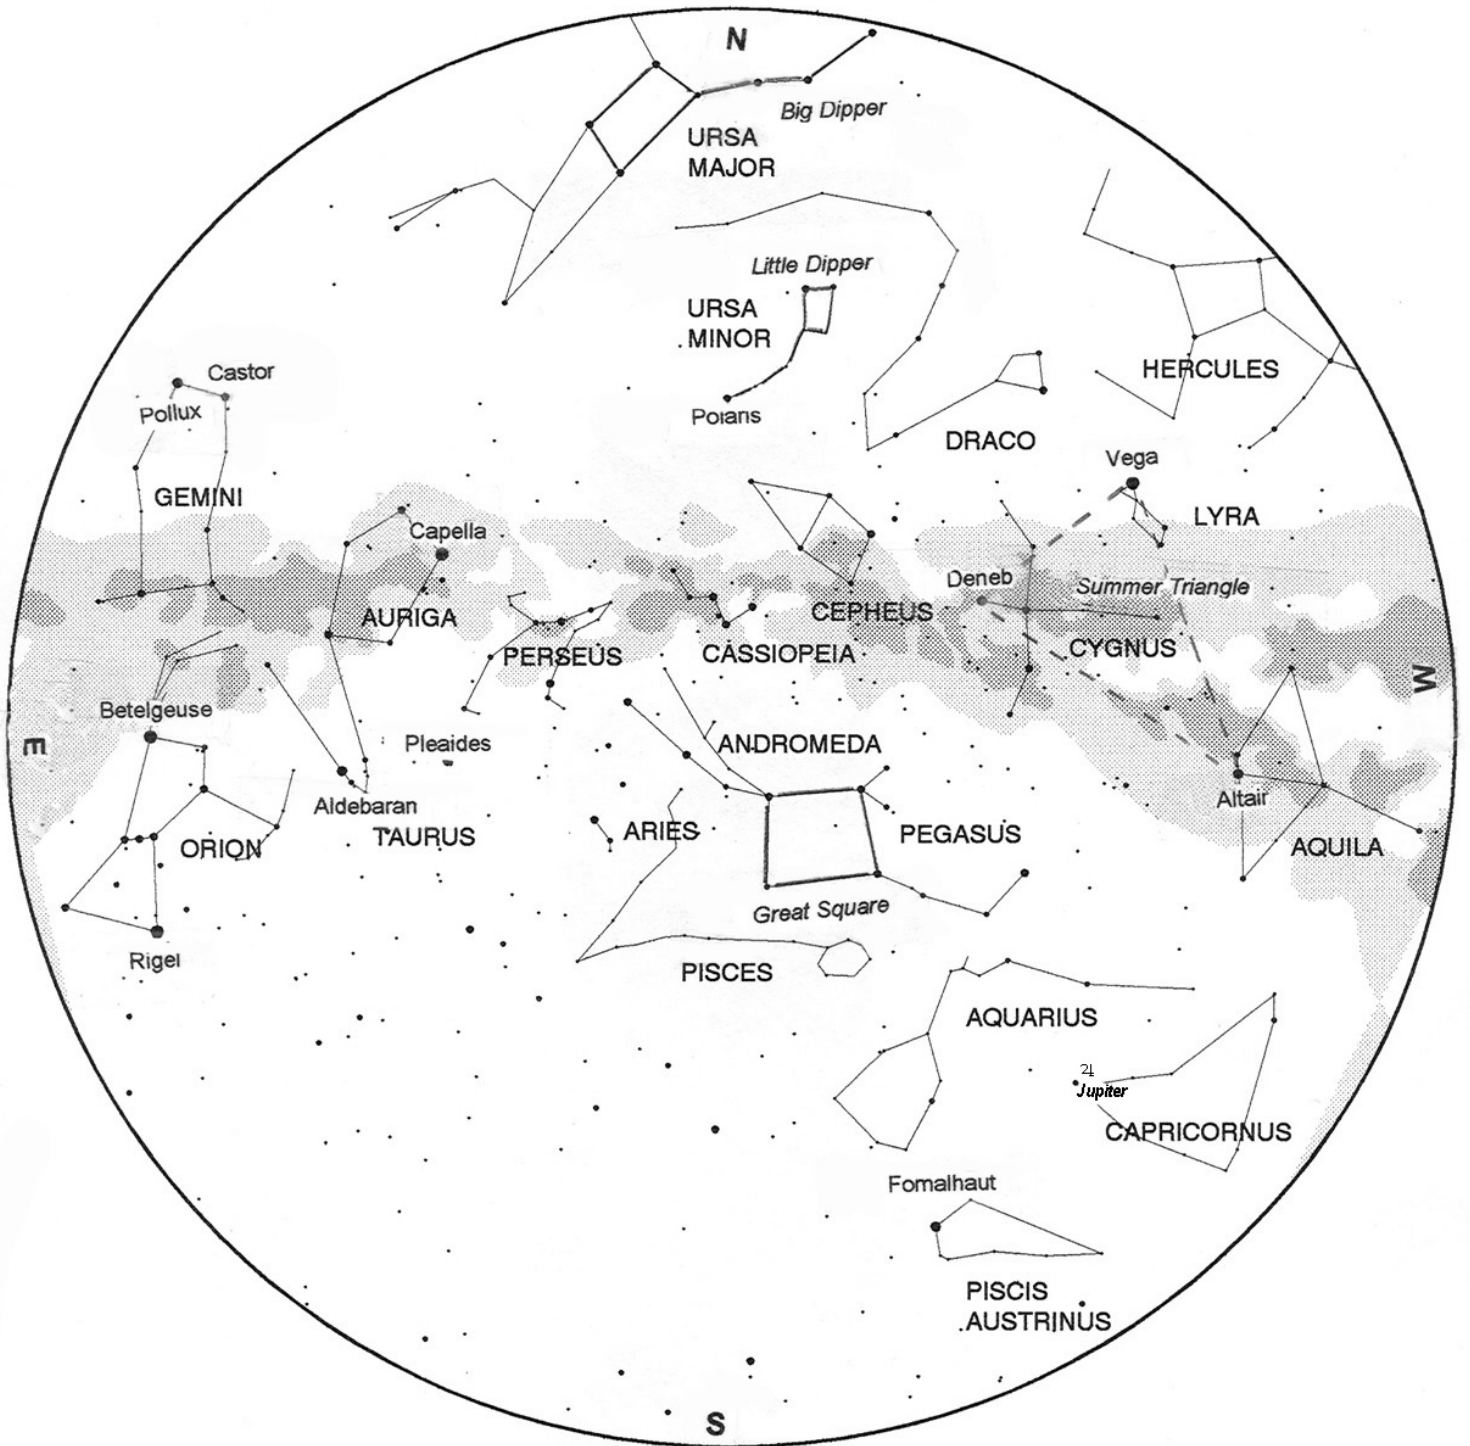 N
Big Dipper
URSA
MAJOR
Little Dipper
URSA
MINOR
Polaris
HERCULES
Castor
Pollux
DRACO
Vega
GEMINI
LYRA
Capella
Deneb
Summer Triangle
AURIGA
CEPHEUS
CYGNUS
PERSEUS
CASSIOPEIA
W
Betelgeuse
E
Pleaides
ANDROMEDA
Aldebaran
Altair
ORION
TAURUS
ARIES
PEGASUS
AQUILA
Great Square
Rigel
PISCES
AQUARIUS
♃
Jupiter
CAPRICORNUS
Fomalhaut
PISCIS
AUSTRINUS
S